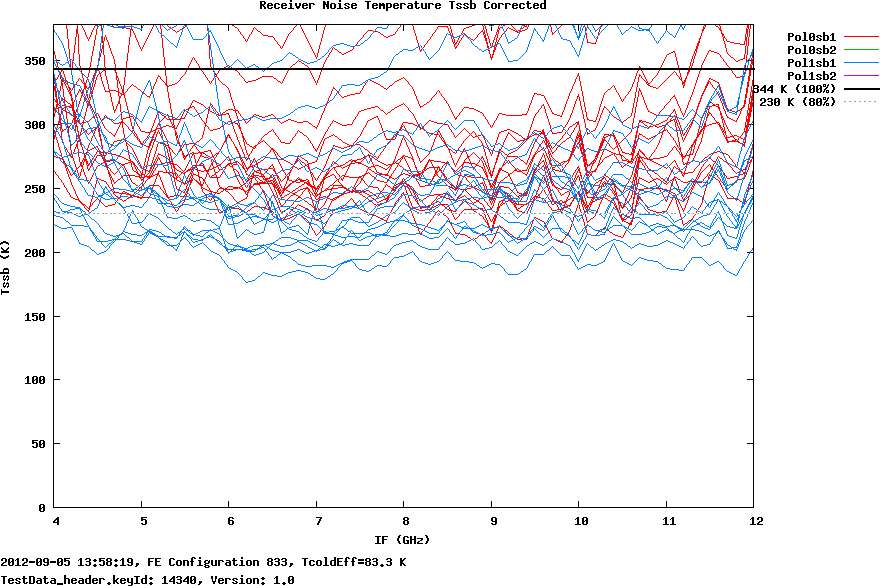 Receiver Noise Temperature Tssb Corrected
Pol0sb1
Pol0sb2
Pol1sb1
Pol1sb2
344 K (100%)
230 K (80%)
350
300
250
200
150
100
50
0
Tssb (K)
4 5 6 7 8 9 10 11 12
IF (GHz)
2012-09-05 13:58:19, FE Configuration 833, TcoldEff=83.3 K
TestData_header.keyId: 14340, Version: 1.0